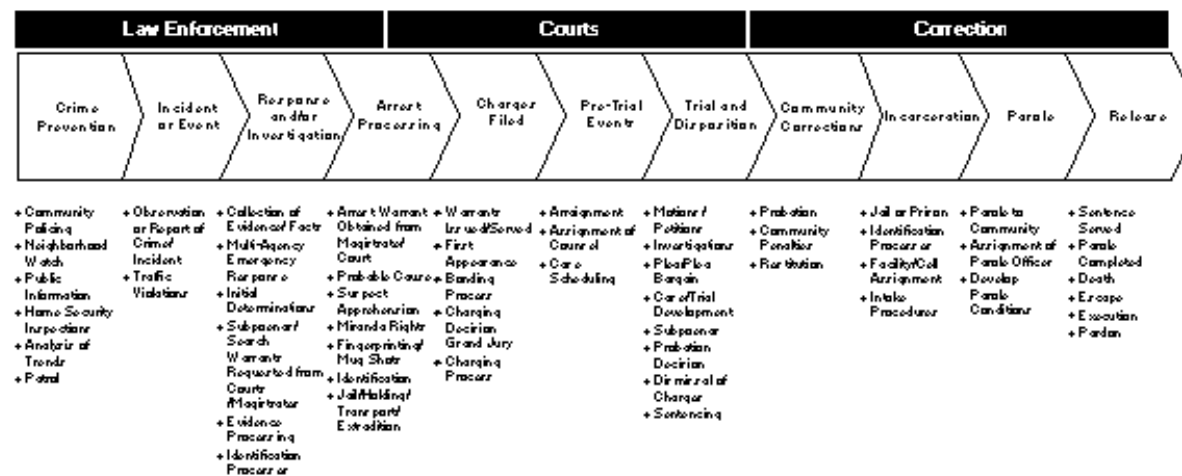 Law Enforcement
Courts
Correction
Crime
Prevention
Incident
or Event
Response
and/or
Investigation
Arrest
Processing
Charges
Filed
Pre-Trial
Events
Trial and
Disposition
Community
Corrections
Incarceration
Parole
Release
+ Community
Policing
+ Neighborhood
Watch
+ Public
Information
+ Home Security
Inspections
+ Analysis of
Trends
+ Patrol
+ Observation
or Report of
Crime/
Incident
+ Traffic
Violations
+ Collection of
Evidence/Facts
+ Multi-Agency
Emergency
Response
+ Initial
Determinations
+ Subpoenas/
Search
Warrants
Requested from
Courts
/Magistrates
+ Evidence
Processing
+ Identification
Processes
+ Arrest Warrant
Obtained from
Magistrate/
Court
+ Probable Cause
+ Suspect
Apprehension
+ Miranda Rights
+ Fingerprinting/
Mug Shots
+ Identification
+ Jail/Holding/
Transport/
Extradition
+ Warrants
Issued/Served
+ First
Appearance
+ Bonding
Process
+ Charging
Decision
Grand Jury
+ Charging
Process
+ Arraignment
+ Assignment of
Counsel
+ Case
Scheduling
+ Motions/
Petitions
+ Investigations
+ Plea/Plea
Bargain
+ Case/Trial
Development
+ Subpoenas
+ Probation
Decision
+ Dismissal of
Charges
+ Sentencing
+ Probation
+ Community
Penalties
+ Restitution
+ Jail or Prison
+ Identification
Processes
+ Facility/Cell
Assignment
+ Intake
Procedures
+ Parole to
Community
+ Assignment of
Parole Officer
+ Develop
Parole
Conditions
+ Sentence
Served
+ Parole
Completed
+ Death
+ Escape
+ Execution
+ Pardon